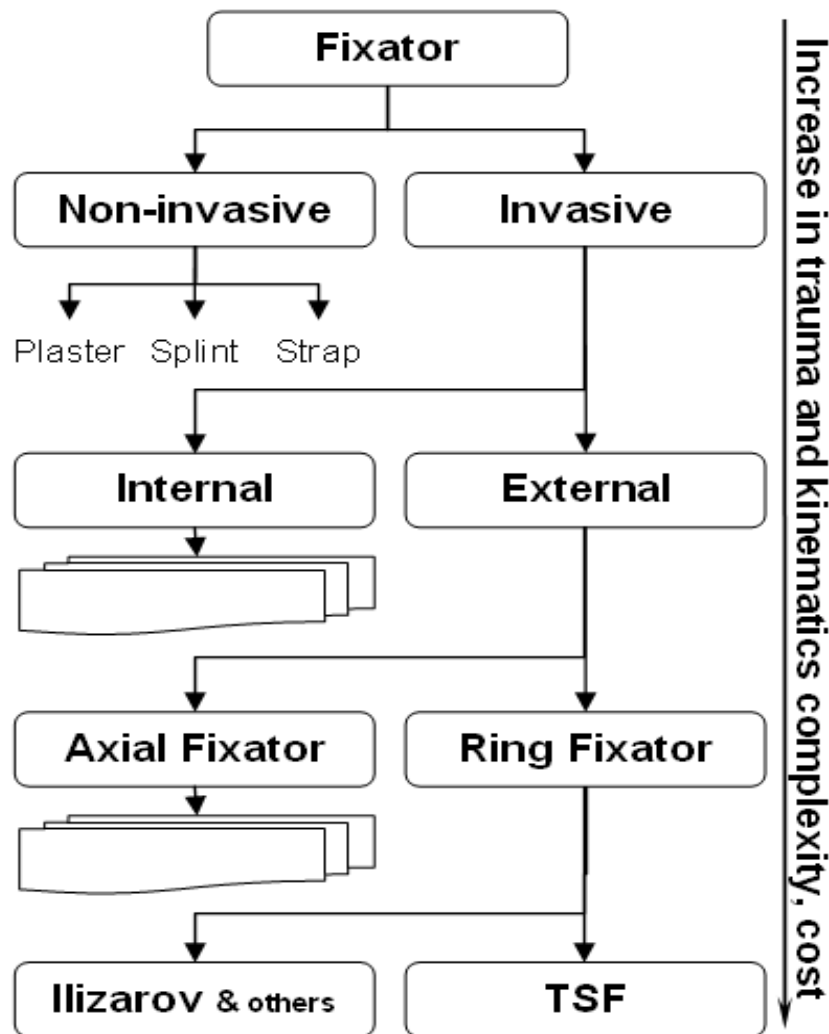 Fixator
Non-invasive
Invasive
Plaster
Splint
Strap
Internal
External
Axial Fixator
Ring Fixator
Ilizarov & others
TSF
Increase in trauma and kinematics complexity, cost